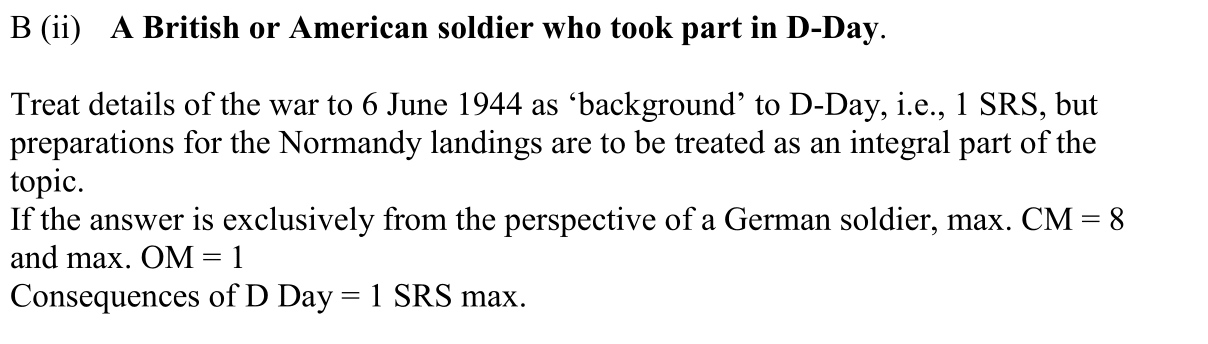 B (ii) A British or American soldier who took part in D-Day.
Treat details of the war to 6 June 1944 as ‘background’ to D-Day, i.e., 1 SRS, but
preparations for the Normandy landings are to be treated as an integral part of the
topic.
If the answer is exclusively from the perspective of a German soldier, max. CM = 8
and max. OM = 1
Consequences of D Day = 1 SRS max.